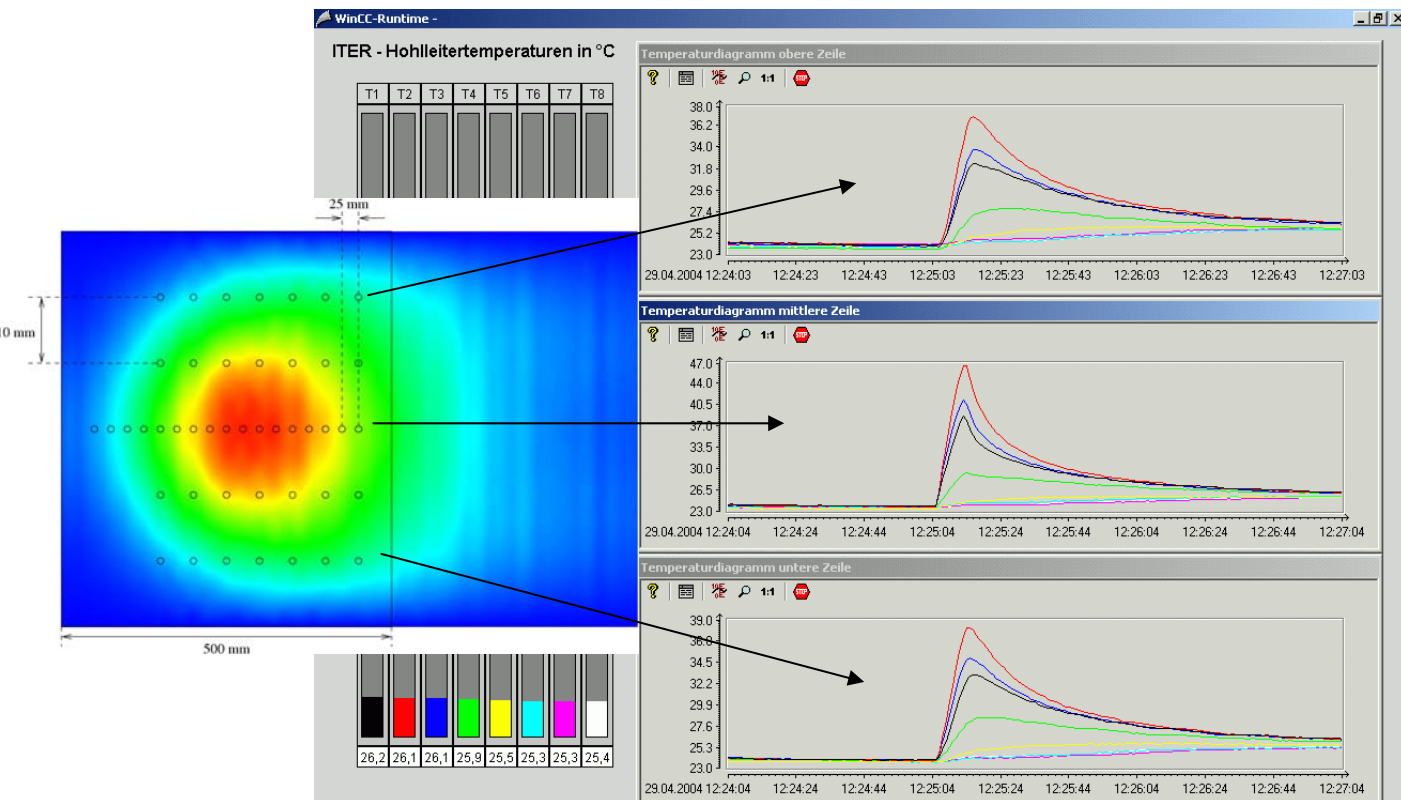 WinCC-Runtime -
ITER - Hohlleitertemperaturen in °C
T1 T2 T3 T4 T5 T6 T7 T8
25 mm
10 mm
500 mm
26,2 26,1 26,1 25,9 25,5 25,3 25,3 25,4
Temperaturdiagramm obere Zeile
1:1 STOP
38.0
36.2
34.0
31.8
29.6
27.4
25.2
23.0
29.04.2004 12:24:03 12:24:23 12:24:43 12:25:03 12:25:23 12:25:43 12:26:03 12:26:23 12:26:43 12:27:03
Temperaturdiagramm mittlere Zeile
1:1 STOP
47.0
44.0
40.5
37.0
33.5
30.0
26.5
23.0
29.04.2004 12:24:04 12:24:24 12:24:44 12:25:04 12:25:24 12:25:44 12:26:04 12:26:24 12:26:44 12:27:04
Temperaturdiagramm untere Zeile
1:1 STOP
39.0
36.8
34.5
32.2
29.9
27.6
25.3
23.0
29.04.2004 12:24:04 12:24:24 12:24:44 12:25:04 12:25:24 12:25:44 12:26:04 12:26:24 12:26:44 12:27:04